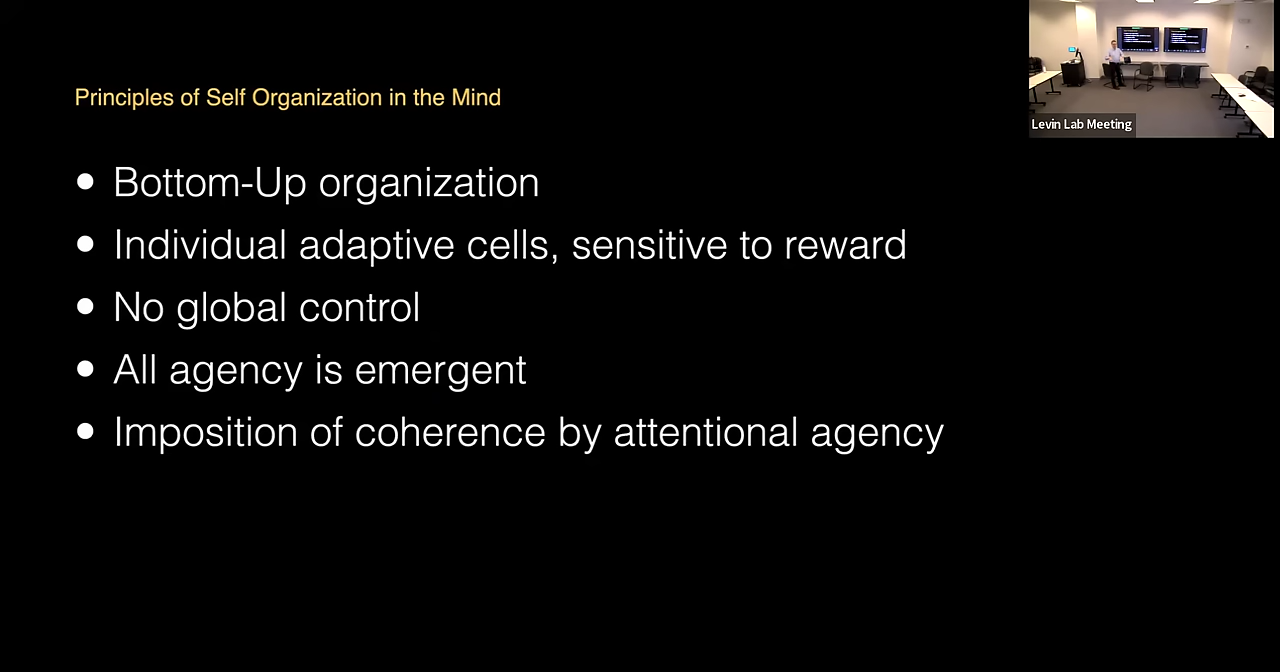 Principles of Self Organization in the Mind
Levin Lab Meeting
• Bottom-Up organization
• Individual adaptive cells, sensitive to reward
• No global control
• All agency is emergent
• Imposition of coherence by attentional agency